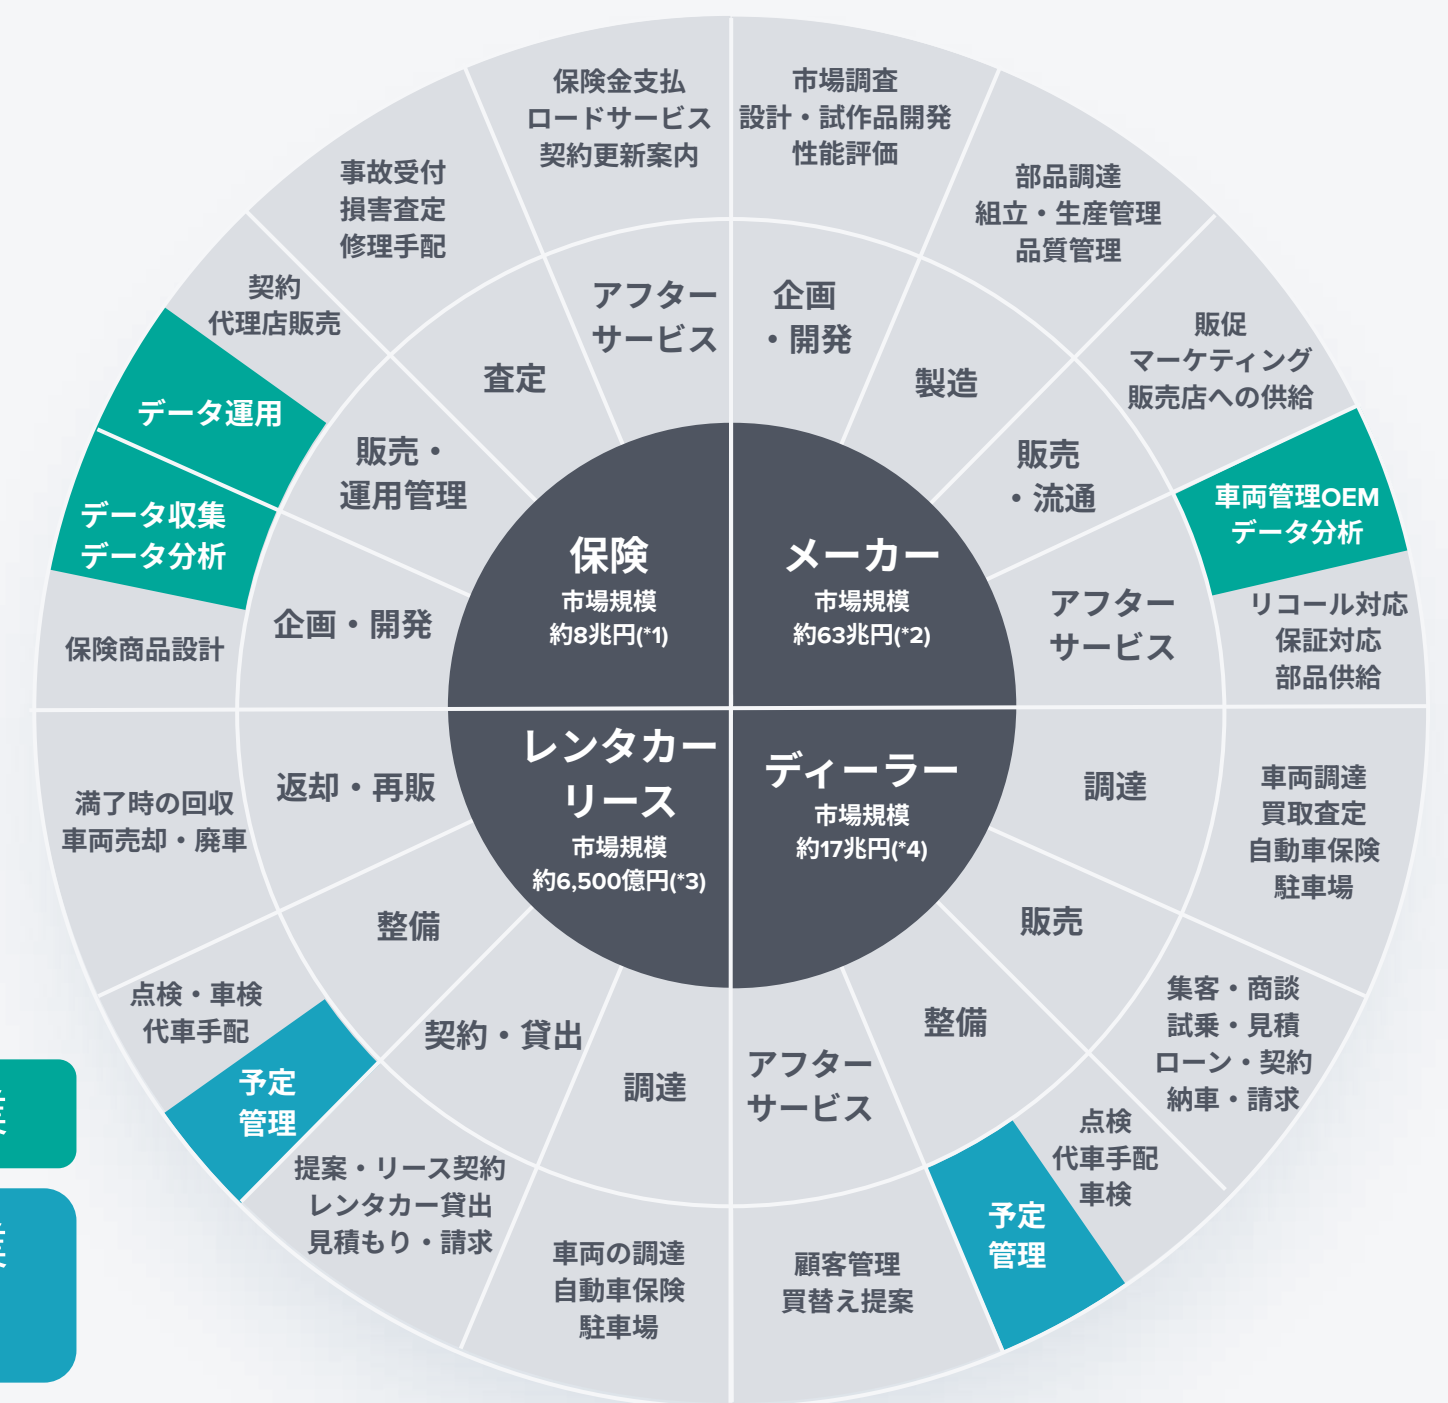 保険金支払
ロードサービス
契約更新案内
市場調査
設計・試作品開発
性能評価
事故受付
損害査定
修理手配
部品調達
組立・生産管理
品質管理
契約
代理店販売
販促
マーケティング
販売店への供給
データ運用
データ収集
データ分析
保険商品設計
車両管理OEM
データ分析
リコール対応
保証対応
部品供給
アフター
サービス
企画
・開発
査定
製造
販売・
運用管理
販売
・流通
企画・開発
アフター
サービス
保険
市場規模
約8兆円(*1)
メーカー
市場規模
約63兆円(*2)
レンタカー
リース
市場規模
約6,500億円(*3)
ディーラー
市場規模
約17兆円(*4)
返却・再販
調達
整備
販売
契約・貸出
整備
調達
アフター
サービス
満了時の回収
車両売却・廃車
車両調達
買取査定
自動車保険
駐車場
点検・車検
代車手配
予定
管理
集客・商談
試乗・見積
ローン・契約
納車・請求
点検
代車手配
車検
予定
管理
提案・リース契約
レンタカー貸出
見積もり・請求
車両の調達
自動車保険
駐車場
顧客管理
買替え提案